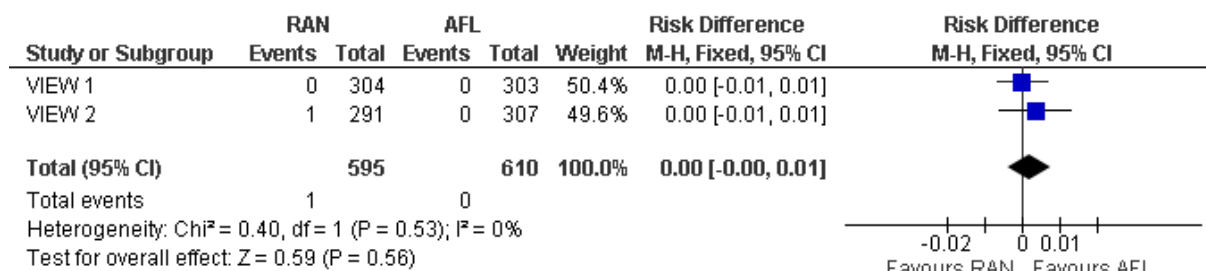 RAN AFL Risk Difference Risk Difference
Study or Subgroup Events Total Events Total Weight M-H, Fixed, 95% CI M-H, Fixed, 95% CI
VIEW 1 0 304 0 303 50.4% 0.00 [-0.01, 0.01]
VIEW 2 1 291 0 307 49.6% 0.00 [-0.01, 0.01]
Total (95% CI) 595 610 100.0% 0.00 [-0.00, 0.01]
Total events 1 0
Heterogeneity: Chi² = 0.40, df = 1 (P = 0.53); I² = 0%
Test for overall effect: Z = 0.59 (P = 0.56)
-0.02 0 0.01
Favours RAN Favours AFL